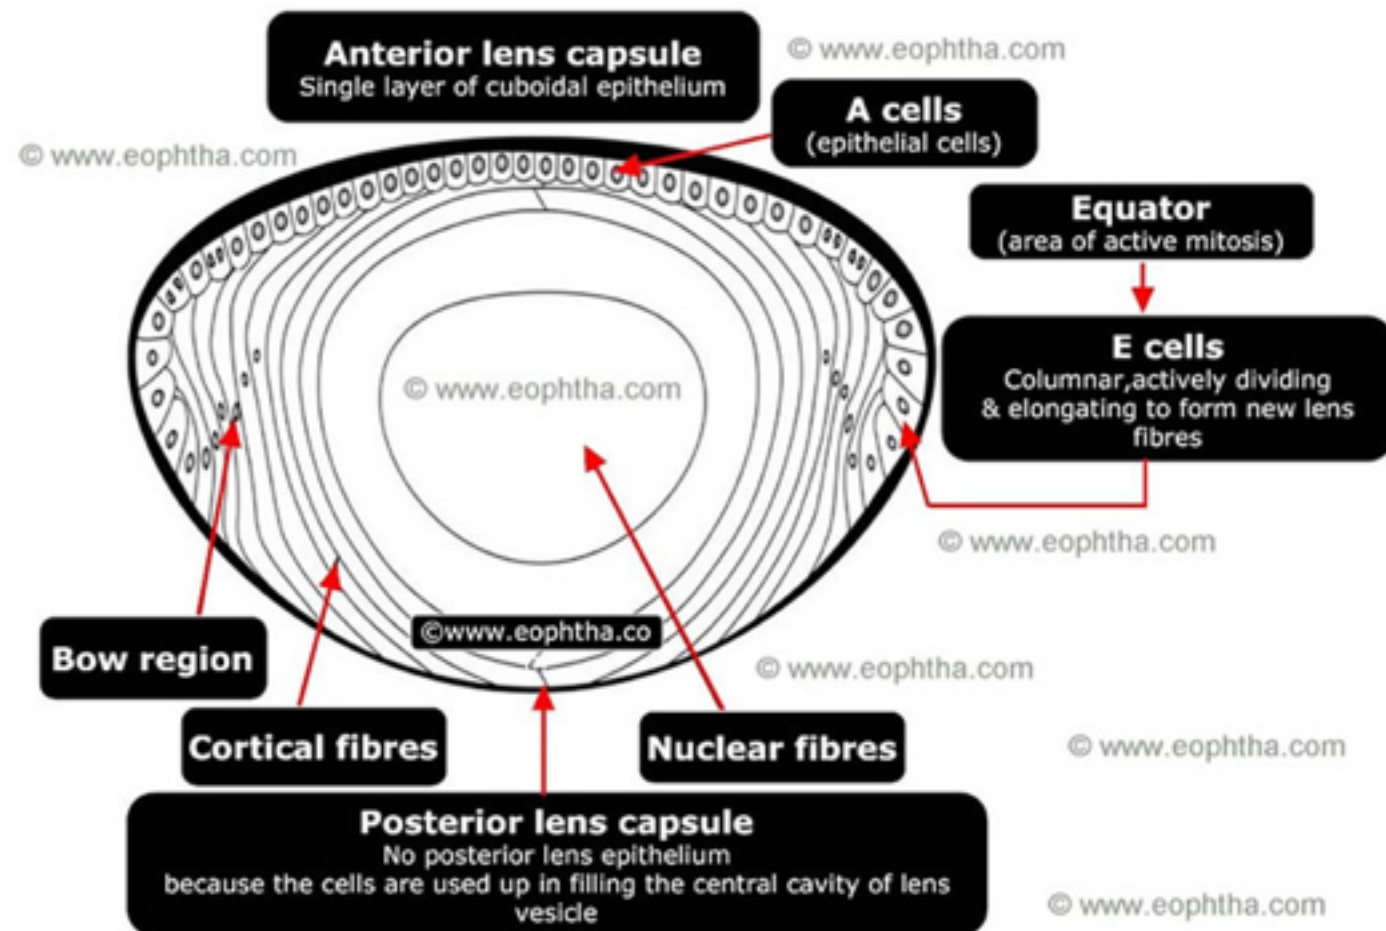 Anterior lens capsule
Single layer of cuboidal epithelium
© www.eophtha.com
A cells
(epithelial cells)
© www.eophtha.com
Equator
(area of active mitosis)
E cells
Columnar,actively dividing
& elongating to form new lens
fibres
© www.eophtha.com
© www.eophtha.com
©www.eophtha.co
Bow region
© www.eophtha.com
Cortical fibres
Nuclear fibres
© www.eophtha.com
Posterior lens capsule
No posterior lens epithelium
because the cells are used up in filling the central cavity of lens
vesicle
© www.eophtha.com